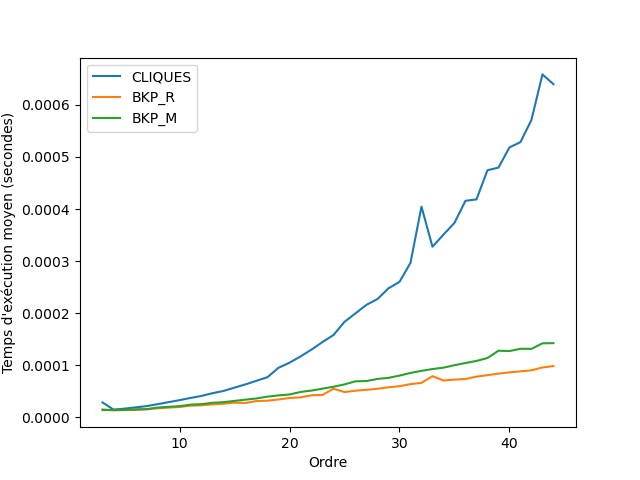 CLIQUES
BKP_R
BKP_M
Temps d'exécution moyen (secondes)
0.0006
0.0005
0.0004
0.0003
0.0002
0.0001
0.0000
10 20 30 40
Ordre